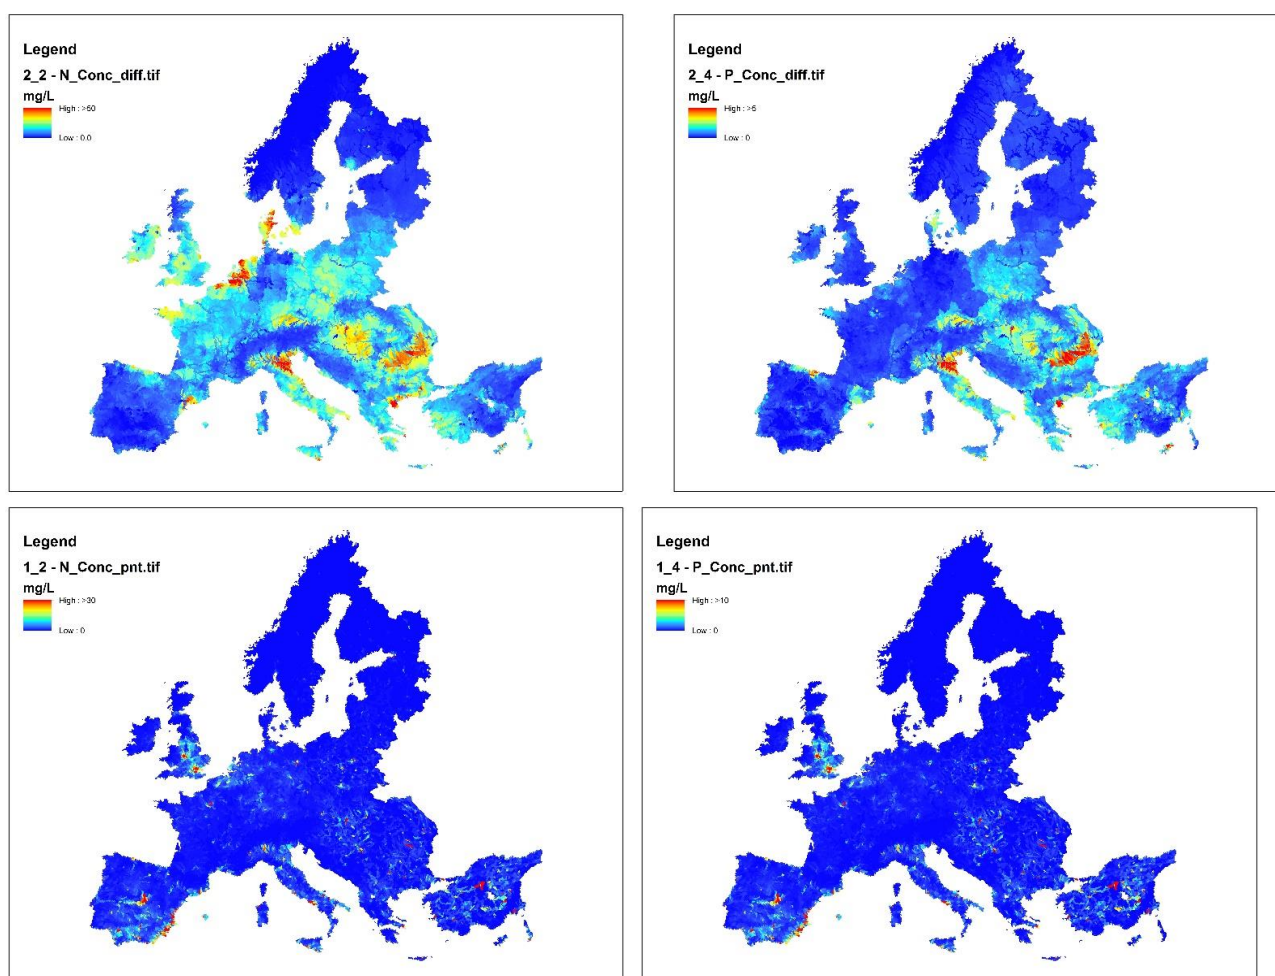 Legend
2_2 - N_Conc_diff.tif
mg/L
High : >50
Low : 0.0
Legend
2_4 - P_Conc_diff.tif
mg/L
High : >5
Low : 0
Legend
1_2 - N_Conc_pnt.tif
mg/L
High : >30
Low : 0
Legend
1_4 - P_Conc_pnt.tif
mg/L
High : >10
Low : 0